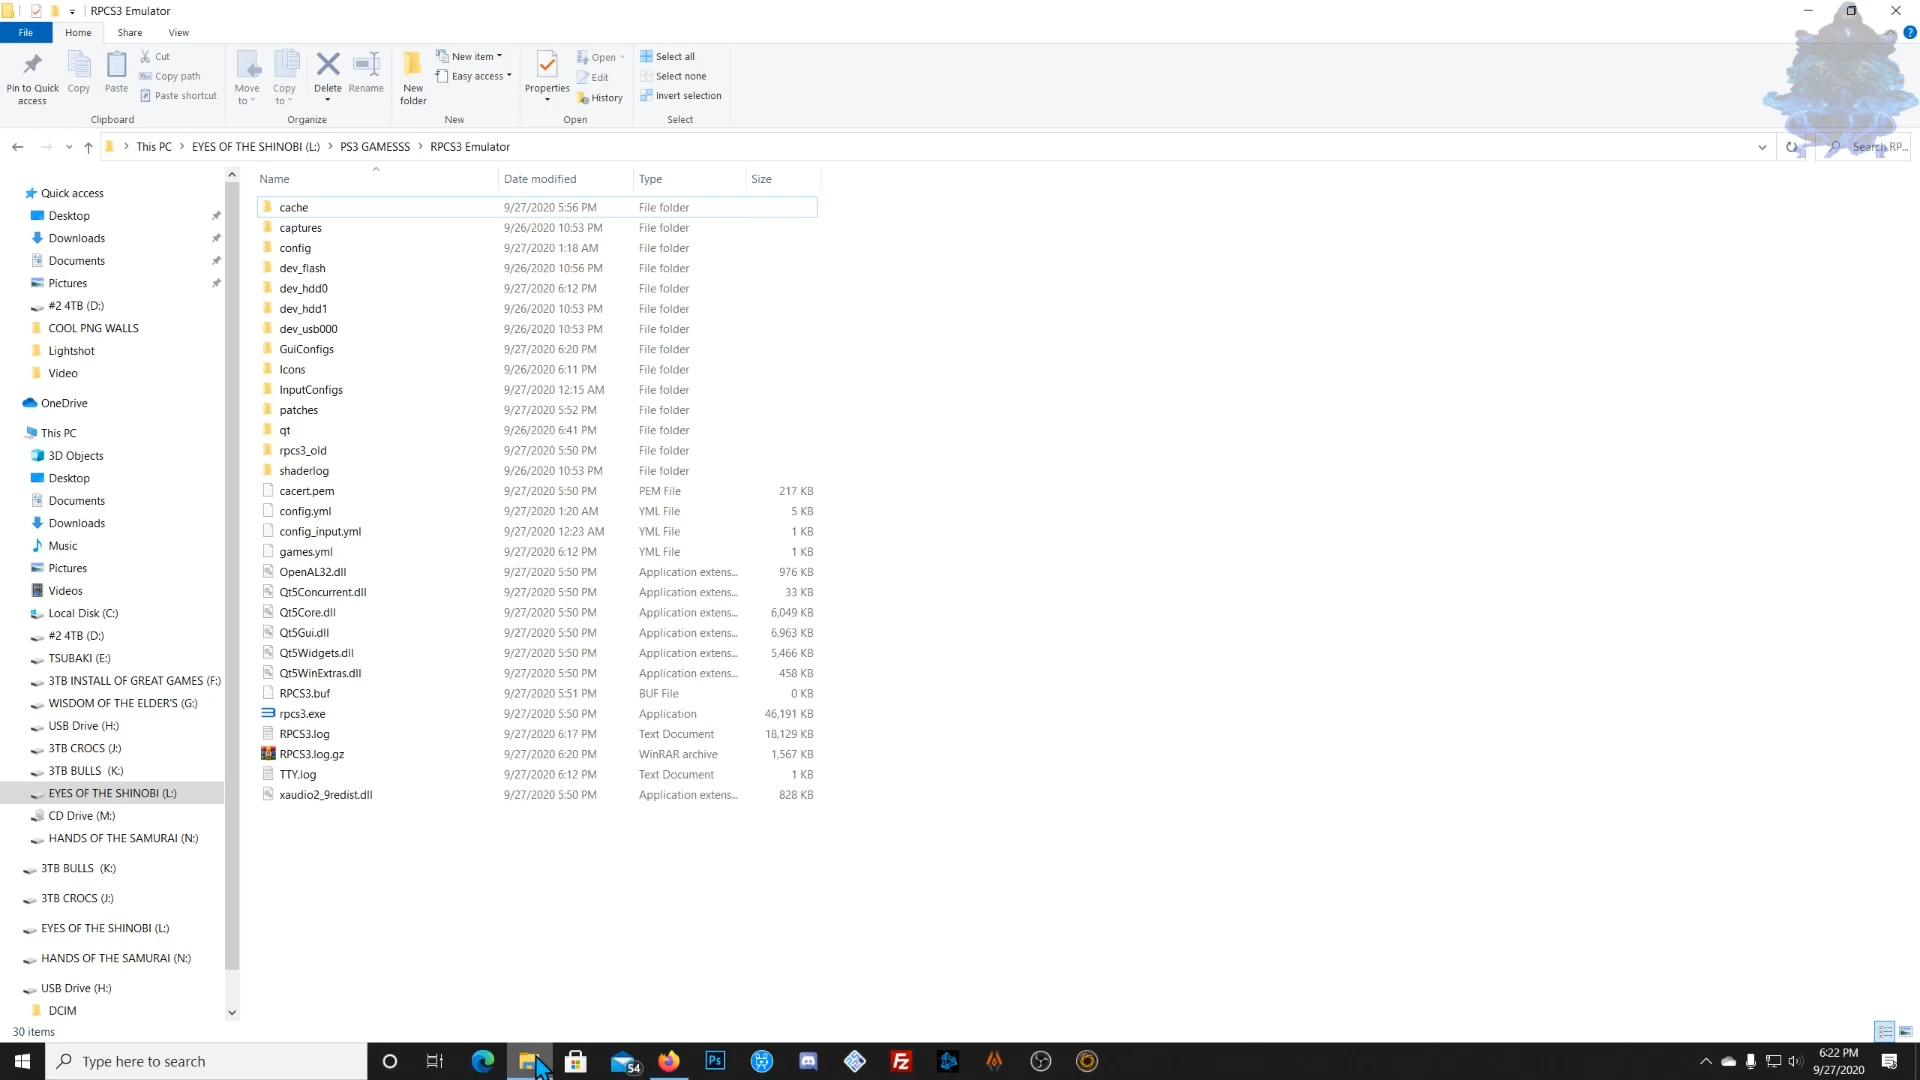 RPCS3 Emulator
File
Home
Share
View
Pin to Quick access
Copy
Paste
Cut
Copy path
Paste shortcut
Clipboard
Move to
Copy to
Delete
Rename
Organize
New folder
New item
Easy access
New
Properties
Open
Edit
History
Open
Select all
Select none
Invert selection
Select
This PC > EYES OF THE SHINOBI (L:) > PS3 GAMESSS > RPCS3 Emulator
Search RP...
Quick access
Desktop
Downloads
Documents
Pictures
#2 4TB (D:)
COOL PNG WALLS
Lightshot
Video
OneDrive
This PC
3D Objects
Desktop
Documents
Downloads
Music
Pictures
Videos
Local Disk (C:)
#2 4TB (D:)
TSUBAKI (E:)
3TB INSTALL OF GREAT GAMES (F:)
WISDOM OF THE ELDER'S (G:)
USB Drive (H:)
3TB CROCS (J:)
3TB BULLS (K:)
EYES OF THE SHINOBI (L:)
CD Drive (M:)
HANDS OF THE SAMURAI (N:)
3TB BULLS (K:)
3TB CROCS (J:)
EYES OF THE SHINOBI (L:)
HANDS OF THE SAMURAI (N:)
USB Drive (H:)
DCIM
Name Date modified Type Size
cache 9/27/2020 5:56 PM File folder
captures 9/26/2020 10:53 PM File folder
config 9/27/2020 1:18 AM File folder
dev_flash 9/26/2020 10:56 PM File folder
dev_hdd0 9/27/2020 6:12 PM File folder
dev_hdd1 9/26/2020 10:53 PM File folder
dev_usb000 9/26/2020 10:53 PM File folder
GuiConfigs 9/27/2020 6:20 PM File folder
Icons 9/26/2020 6:11 PM File folder
InputConfigs 9/27/2020 12:15 AM File folder
patches 9/27/2020 5:52 PM File folder
qt 9/26/2020 6:41 PM File folder
rpcs3_old 9/27/2020 5:50 PM File folder
shaderlog 9/26/2020 10:53 PM File folder
cacert.pem 9/27/2020 5:50 PM PEM File 217 KB
config.yml 9/27/2020 1:20 AM YML File 5 KB
config_input.yml 9/27/2020 12:23 AM YML File 1 KB
games.yml 9/27/2020 6:12 PM YML File 1 KB
OpenAL32.dll 9/27/2020 5:50 PM Application extens... 976 KB
Qt5Concurrent.dll 9/27/2020 5:50 PM Application extens... 33 KB
Qt5Core.dll 9/27/2020 5:50 PM Application extens... 6,049 KB
Qt5Gui.dll 9/27/2020 5:50 PM Application extens... 6,963 KB
Qt5Widgets.dll 9/27/2020 5:50 PM Application extens... 5,466 KB
Qt5WinExtras.dll 9/27/2020 5:50 PM Application extens... 458 KB
RPCS3.buf 9/27/2020 5:51 PM BUF File 0 KB
rpcs3.exe 9/27/2020 5:50 PM Application 46,191 KB
RPCS3.log 9/27/2020 6:17 PM Text Document 18,129 KB
RPCS3.log.gz 9/27/2020 6:20 PM WinRAR archive 1,567 KB
TTY.log 9/27/2020 6:12 PM Text Document 1 KB
xaudio2_9redist.dll 9/27/2020 5:50 PM Application extens... 828 KB
30 items
Type here to search
54
Ps
Fz
6:22 PM
9/27/2020